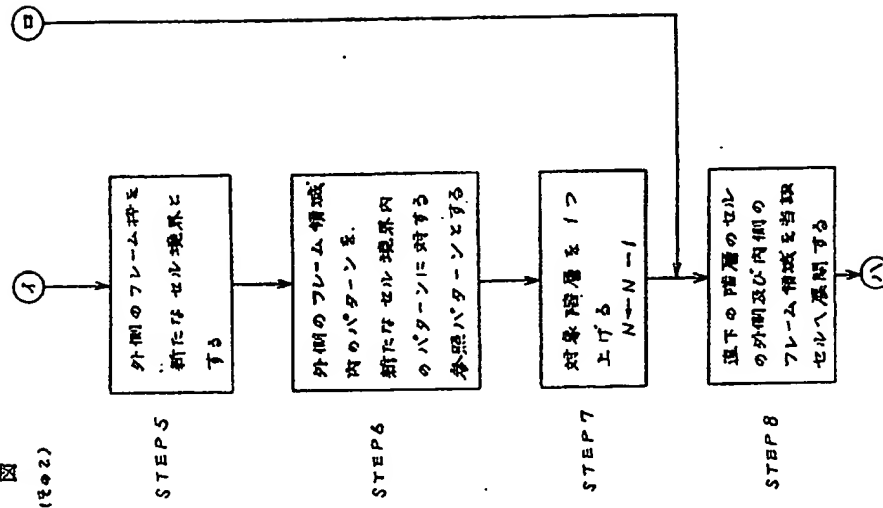 図
(その2)
イ
ロ
STEP5
外側のフレーム枠を
新たなセル境界と
する
STEP6
外側のフレーム領域
内のパターンを、
新たなセル境界内
のパターンに対する
参照パターンとする
STEP7
対象階層を1つ
上げる
N←N-1
STEP8
直下の階層のセル
の外側及び内側の
フレーム領域を当該
セルへ展開する
ハ